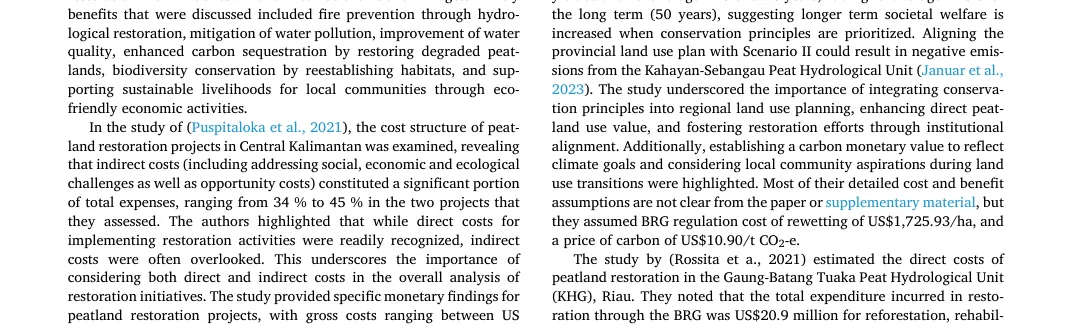 benefits that were discussed included fire prevention through hydro-
logical restoration, mitigation of water pollution, improvement of water
quality, enhanced carbon sequestration by restoring degraded peat-
lands, biodiversity conservation by reestablishing habitats, and sup-
porting sustainable livelihoods for local communities through eco-
friendly economic activities.
In the study of (Puspitaloka et al., 2021), the cost structure of peat-
land restoration projects in Central Kalimantan was examined, revealing
that indirect costs (including addressing social, economic and ecological
challenges as well as opportunity costs) constituted a significant portion
of total expenses, ranging from 34 % to 45 % in the two projects that
they assessed. The authors highlighted that while direct costs for
implementing restoration activities were readily recognized, indirect
costs were often overlooked. This underscores the importance of
considering both direct and indirect costs in the overall analysis of
restoration initiatives. The study provided specific monetary findings for
peatland restoration projects, with gross costs ranging between US
the long term (50 years), suggesting longer term societal welfare is
increased when conservation principles are prioritized. Aligning the
provincial land use plan with Scenario II could result in negative emis-
sions from the Kahayan-Sebangau Peat Hydrological Unit (Januar et al.,
2023). The study underscored the importance of integrating conserva-
tion principles into regional land use planning, enhancing direct peat-
land use value, and fostering restoration efforts through institutional
alignment. Additionally, establishing a carbon monetary value to reflect
climate goals and considering local community aspirations during land
use transitions were highlighted. Most of their detailed cost and benefit
assumptions are not clear from the paper or supplementary material, but
they assumed BRG regulation cost of rewetting of US$1,725.93/ha, and
a price of carbon of US$10.90/t CO₂-e.
The study by (Rossita et a., 2021) estimated the direct costs of
peatland restoration in the Gaung-Batang Tuaka Peat Hydrological Unit
(KHG), Riau. They noted that the total expenditure incurred in resto-
ration through the BRG was US$20.9 million for reforestation, rehabil-